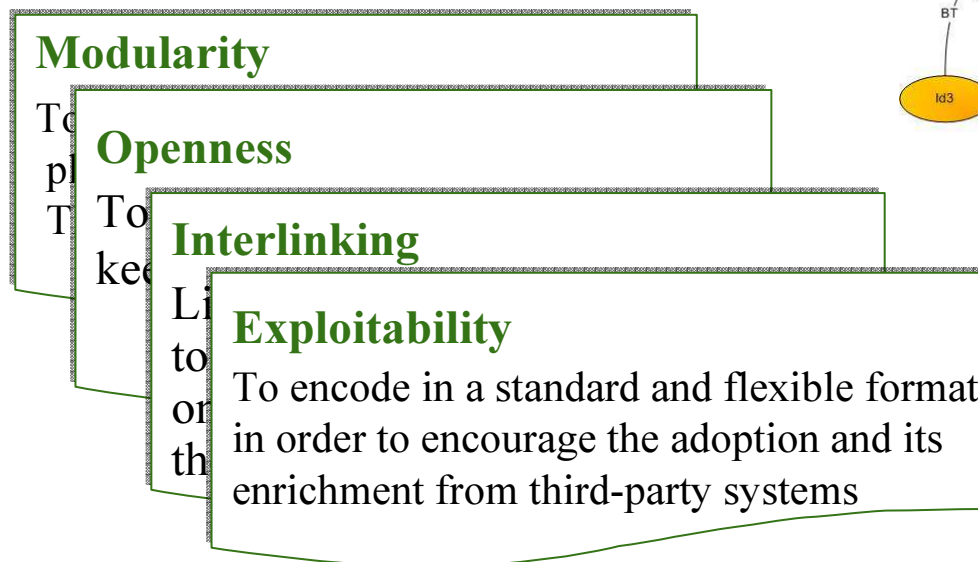 BT
Id3
Modularity
Openness
To
Interlinking
Exploitability
To encode in a standard and flexible format
in order to encourage the adoption and its
enrichment from third-party systems